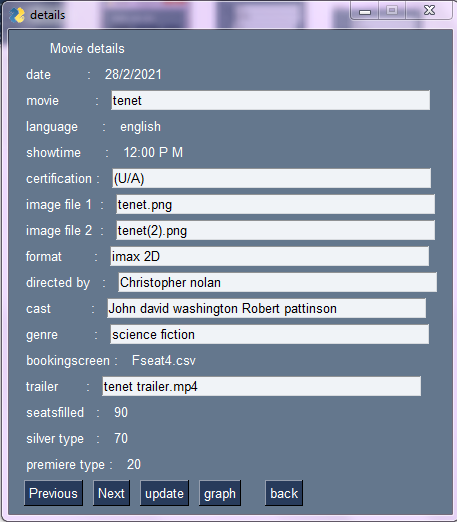 details
Movie details
date : 28/2/2021
movie : tenet
language : english
showtime : 12:00 P M
certification : (U/A)
image file 1 : tenet.png
image file 2 : tenet(2).png
format : imax 2D
directed by : Christopher nolan
cast : John david washington Robert pattinson
genre : science fiction
bookingscreen : Fseat4.csv
trailer : tenet trailer.mp4
seatsfilled : 90
silver type : 70
premiere type : 20
Previous Next update graph back